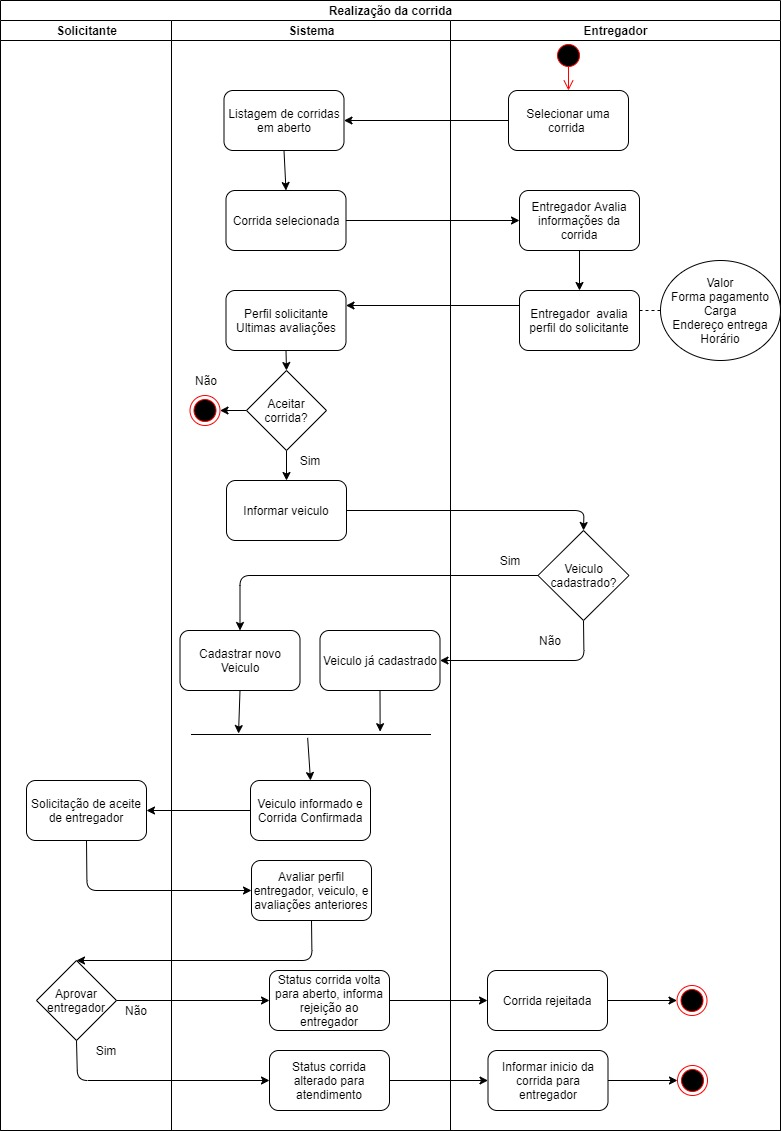 Realização da corrida
Solicitante
Sistema
Entregador
Listagem de corridas
em aberto
Selecionar uma
corrida
Corrida selecionada
Entregador Avalia
informações da
corrida
Perfil solicitante
Ultimas avaliações
Entregador avalia
perfil do solicitante
Valor
Forma pagamento
Carga
Endereço entrega
Horário
Não
Aceitar
corrida?
Sim
Informar veiculo
Sim
Veiculo
cadastrado?
Não
Cadastrar novo
Veiculo
Veiculo já cadastrado
Solicitação de aceite
de entregador
Veiculo informado e
Corrida Confirmada
Avaliar perfil
entregador, veiculo, e
avaliações anteriores
Aprovar
entregador
Não
Status corrida volta
para aberto, informa
rejeição ao
entregador
Corrida rejeitada
Sim
Status corrida
alterado para
atendimento
Informar inicio da
corrida para
entregador